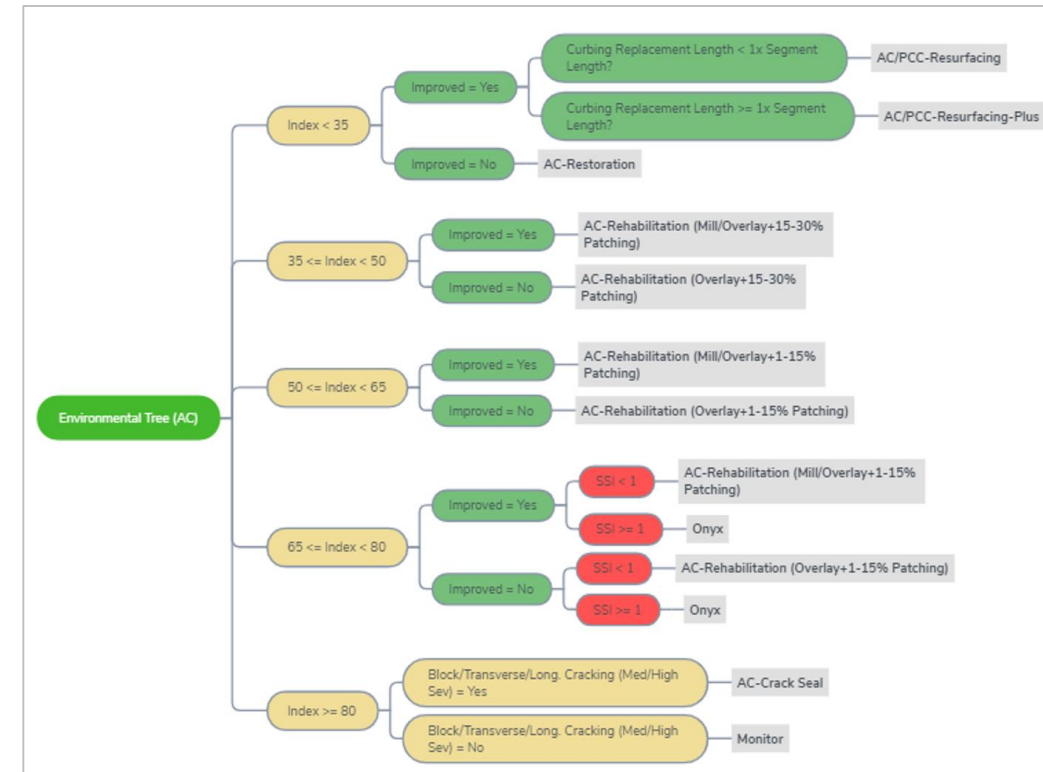 Curbing Replacement Length < 1x Segment
Length?
AC/PCC-Resurfacing
Improved = Yes
Curbing Replacement Length >= 1x Segment
Length?
AC/PCC-Resurfacing-Plus
Index < 35
Improved = No
AC-Restoration
Improved = Yes
AC-Rehabilitation (Mill/Overlay+15-30%
Patching)
35 <= Index < 50
Improved = No
AC-Rehabilitation (Overlay+15-30%
Patching)
Improved = Yes
AC-Rehabilitation (Mill/Overlay+1-15%
Patching)
50 <= Index < 65
Improved = No
AC-Rehabilitation (Overlay+1-15% Patching)
Environmental Tree (AC)
SSI < 1
AC-Rehabilitation (Mill/Overlay+1-15%
Patching)
Improved = Yes
SSI >= 1
Onyx
65 <= Index < 80
SSI < 1
AC-Rehabilitation (Overlay+1-15% Patching)
Improved = No
SSI >= 1
Onyx
Block/Transverse/Long. Cracking (Med/High
Sev) = Yes
AC-Crack Seal
Index >= 80
Block/Transverse/Long. Cracking (Med/High
Sev) = No
Monitor